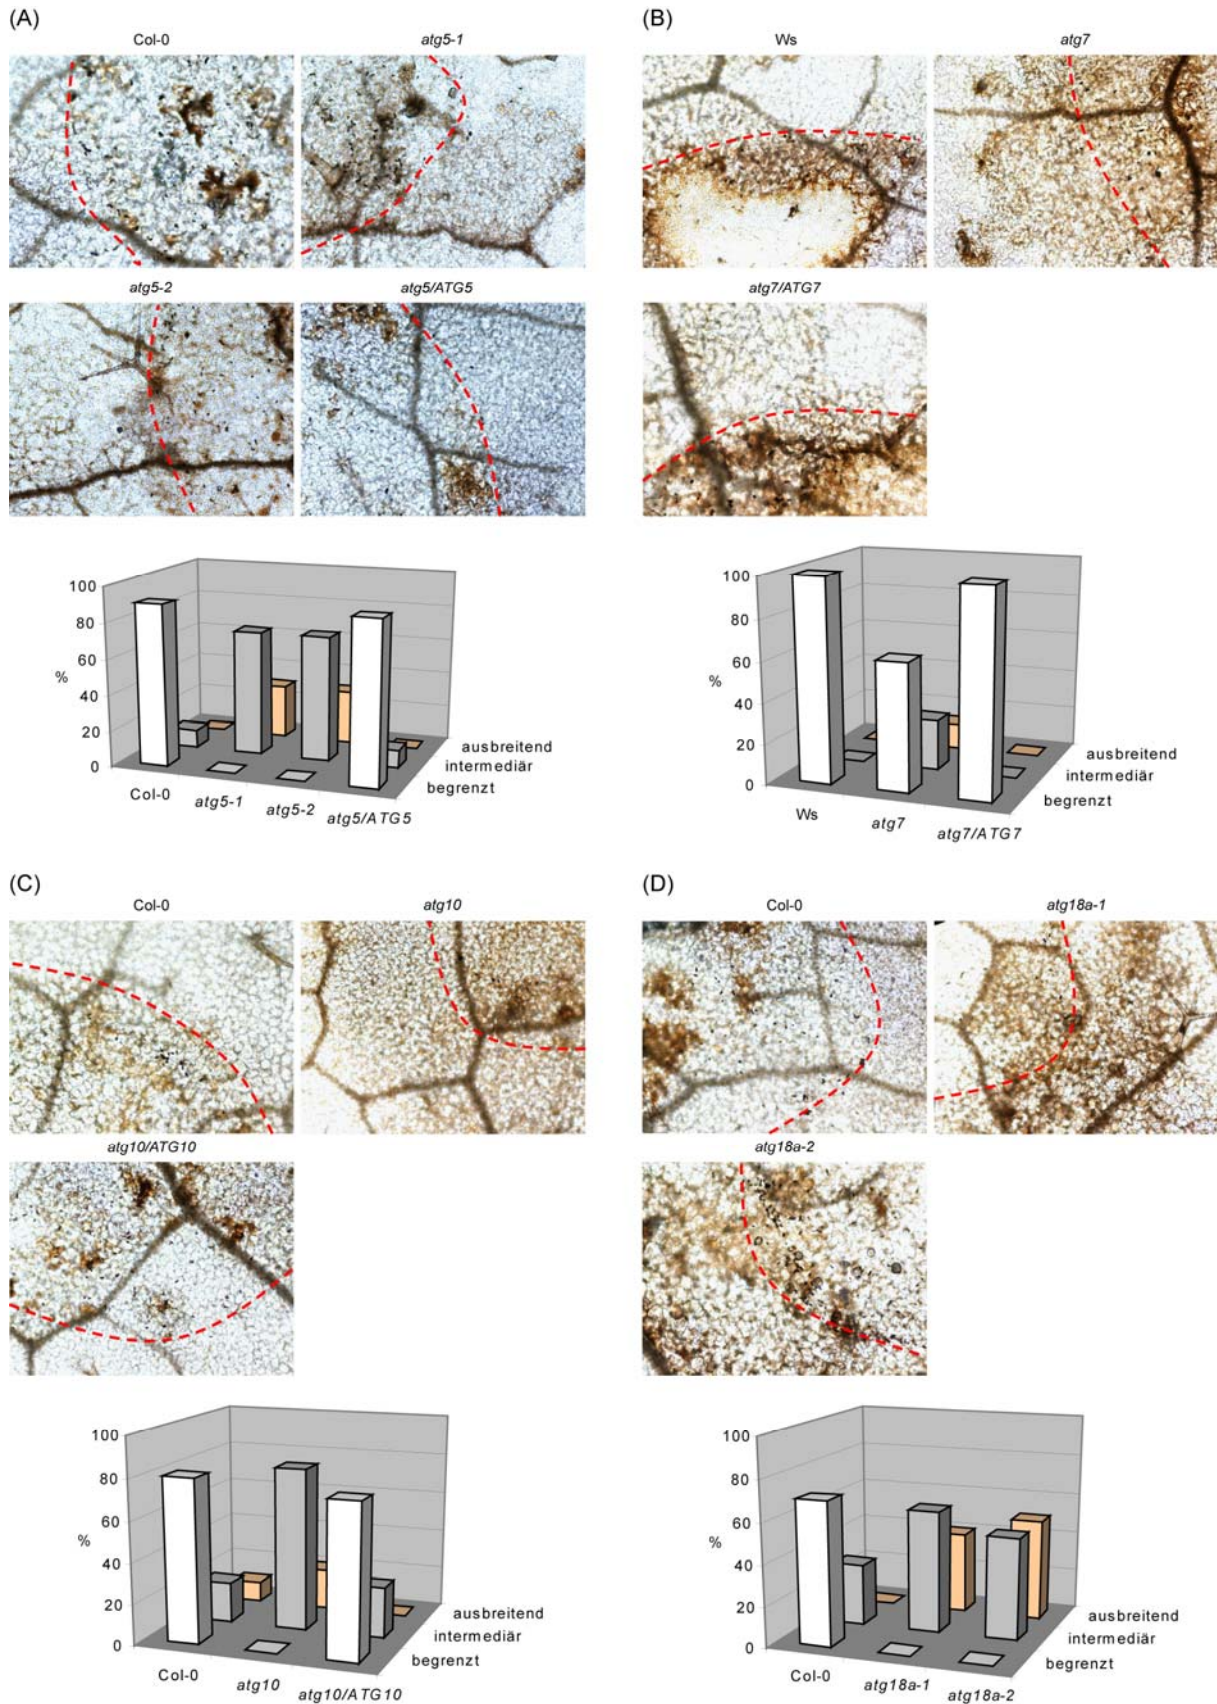 (A)
Col-0 atg5-1
atg5-2 atg5/ATG5
100
80
60
%
40
20
0
ausbreitend
intermediär
begrenzt
Col-0 atg5-1 atg5-2 atg5/ATG5
(B)
Ws atg7
atg7/ATG7
100
80
60
%
40
20
0
ausbreitend
intermediär
begrenzt
Ws atg7 atg7/ATG7
(C)
Col-0 atg10
atg10/ATG10
100
80
60
%
40
20
0
ausbreitend
intermediär
begrenzt
Col-0 atg10 atg10/ATG10
(D)
Col-0 atg18a-1
atg18a-2
100
80
60
%
40
20
0
ausbreitend
intermediär
begrenzt
Col-0 atg18a-1 atg18a-2